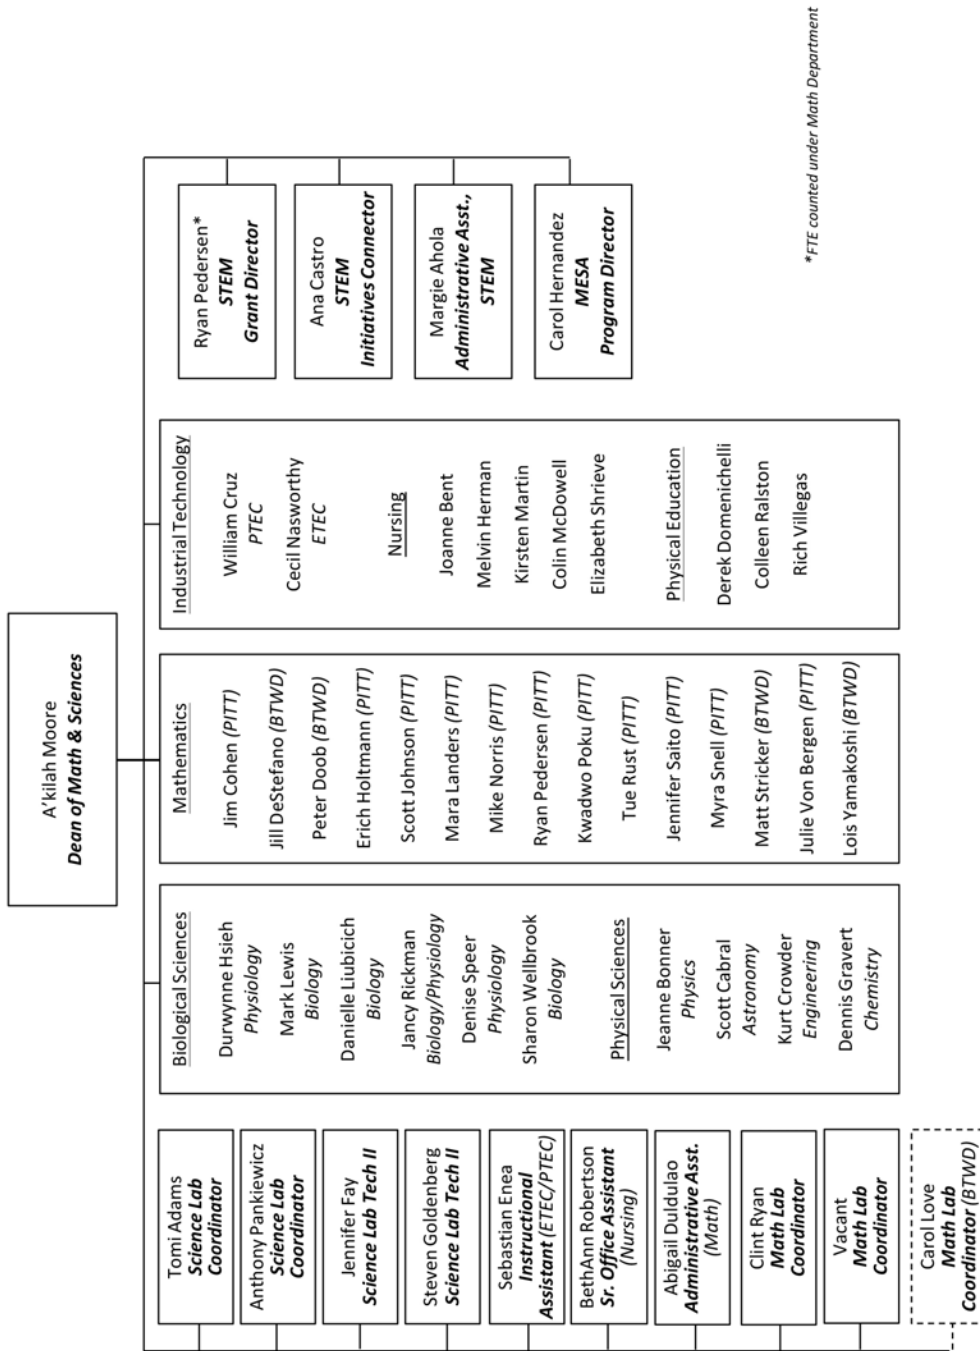 A'kilah Moore
Dean of Math & Sciences
Tomi Adams
Science Lab
Coordinator
Anthony Pankiewicz
Science Lab
Coordinator
Jennifer Fay
Science Lab Tech II
Steven Goldenberg
Science Lab Tech II
Sebastian Enea
Instructional
Assistant (ETEC/PTEC)
BethAnn Robertson
Sr. Office Assistant
(Nursing)
Abigail Duldulao
Administrative Asst.
(Math)
Clint Ryan
Math Lab
Coordinator
Vacant
Math Lab
Coordinator
Carol Love
Math Lab
Coordinator (BTWD)
Biological Sciences
Durwynne Hsieh
Physiology
Mark Lewis
Biology
Danielle Liubicich
Biology
Jancy Rickman
Biology/Physiology
Denise Speer
Physiology
Sharon Wellbrook
Biology
Physical Sciences
Jeanne Bonner
Physics
Scott Cabral
Astronomy
Kurt Crowder
Engineering
Dennis Gravert
Chemistry
Mathematics
Jim Cohen (PITT)
Jill DeStefano (BTWD)
Peter Doob (BTWD)
Erich Holtmann (PITT)
Scott Johnson (PITT)
Mara Landers (PITT)
Mike Norris (PITT)
Ryan Pedersen (PITT)
Kwadwo Poku (PITT)
Tue Rust (PITT)
Jennifer Saito (PITT)
Myra Snell (PITT)
Matt Stricker (BTWD)
Julie Von Bergen (PITT)
Lois Yamakoshi (BTWD)
Industrial Technology
William Cruz
PTEC
Cecil Nasworthy
ETEC
Nursing
Joanne Bent
Melvin Herman
Kirsten Martin
Colin McDowell
Elizabeth Shrieve
Physical Education
Derek Domenichelli
Colleen Ralston
Rich Villegas
Ryan Pedersen*
STEM
Grant Director
Ana Castro
STEM
Initiatives Connector
Margie Ahola
Administrative Asst.,
STEM
Carol Hernandez
MESA
Program Director
*FTE counted under Math Department